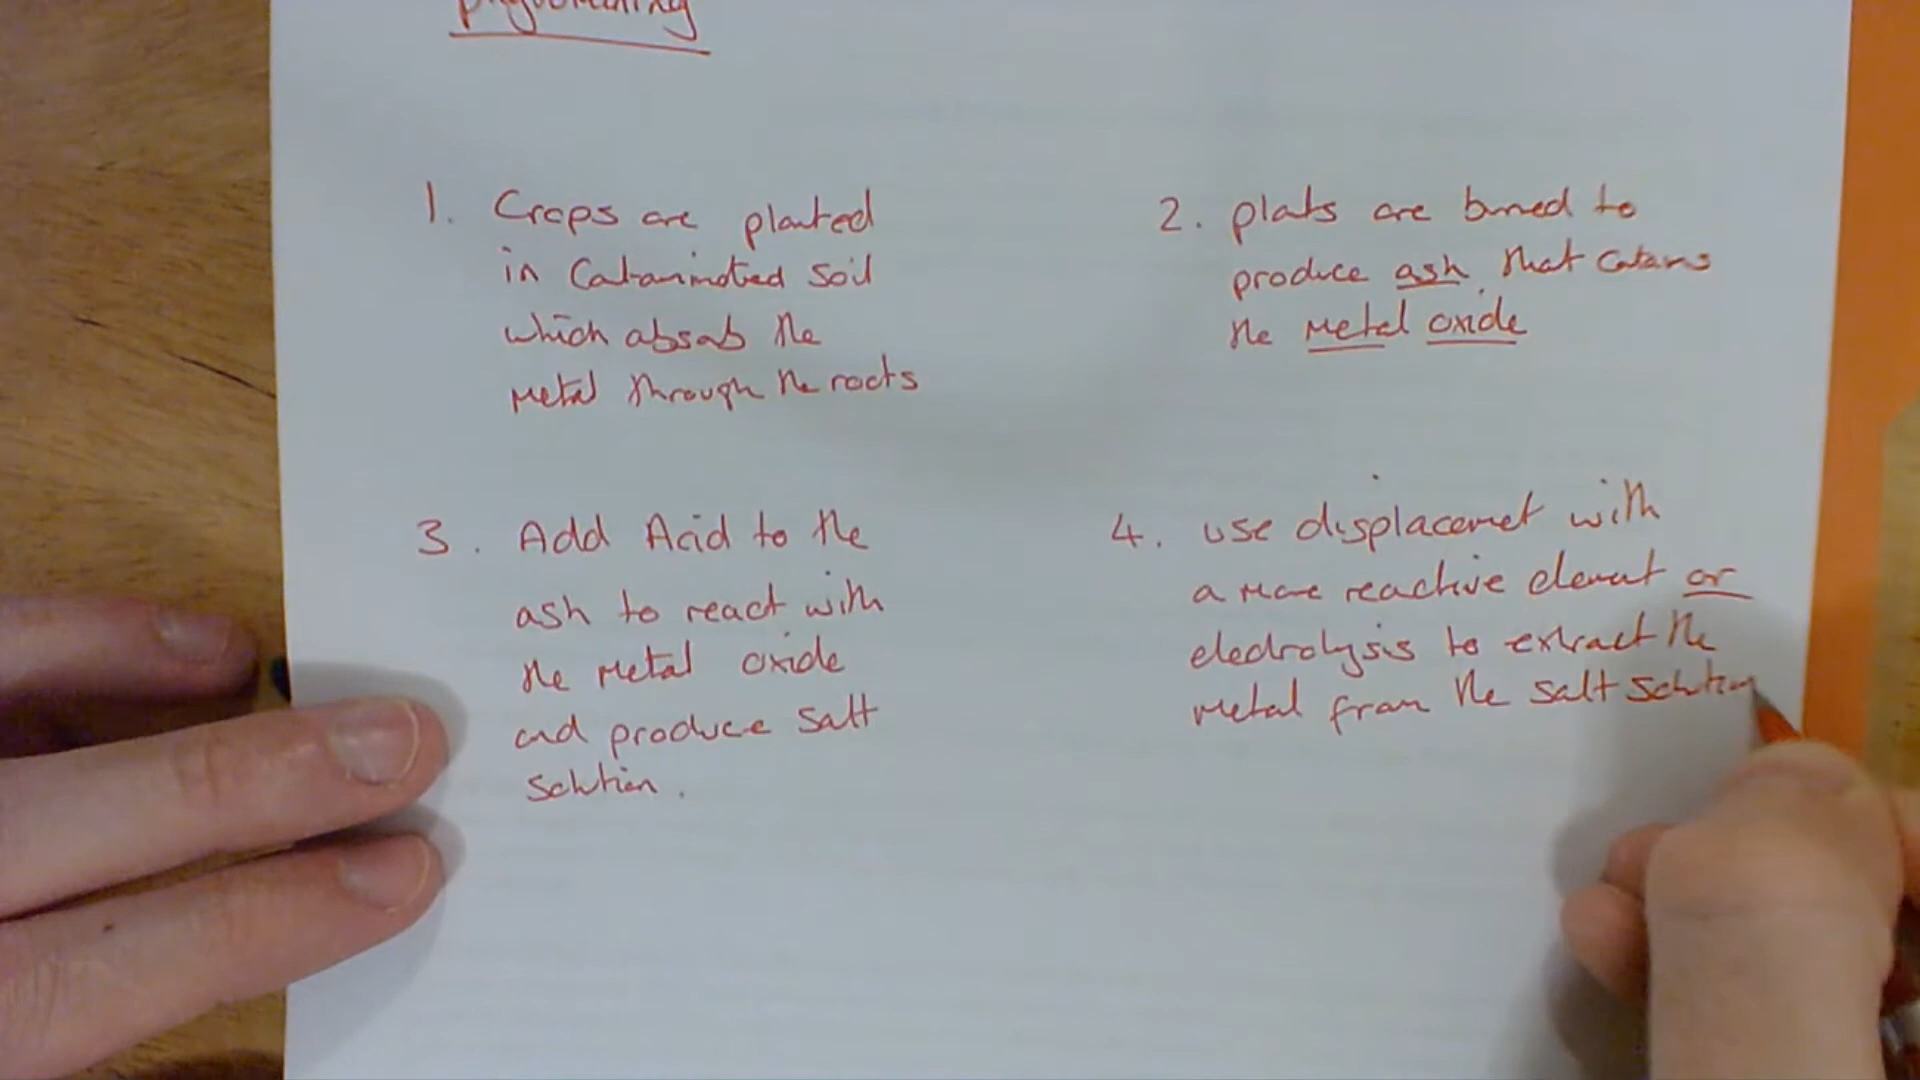 1. Crops are planted
in Contaminated soil
which absorb the
metal through the roots
2. plants are burned to
produce ash that contains
the metal oxide
3. Add Acid to the
ash to react with
the metal oxide
and produce salt
solution.
4. use displacement with
a more reactive element or
electrolysis to extract the
metal from the salt solution